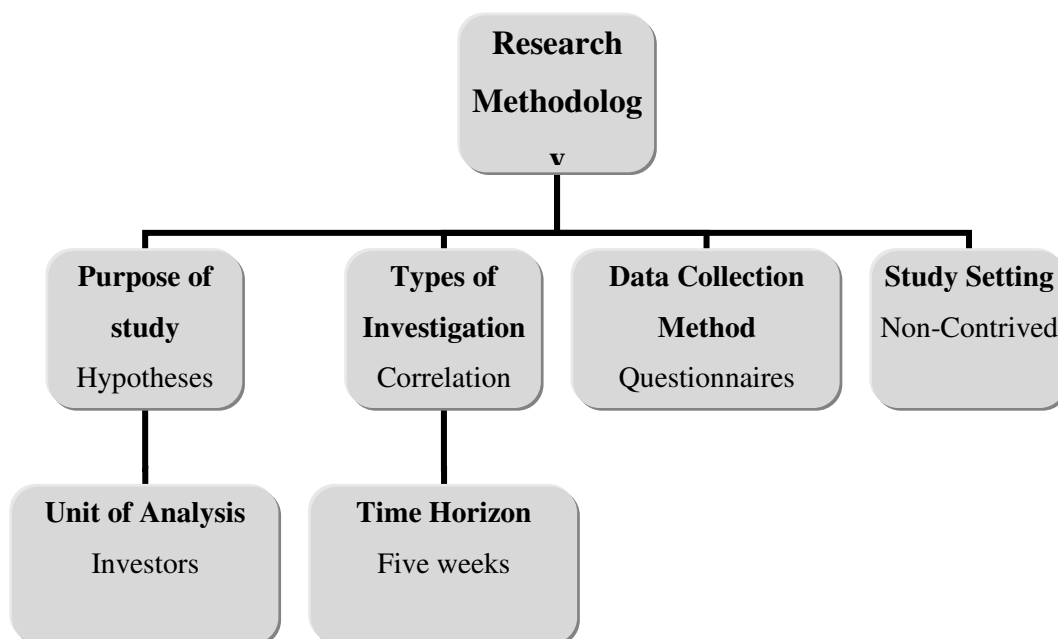 Research
Methodolog
y
Purpose of
study
Hypotheses
Types of
Investigation
Correlation
Data Collection
Method
Questionnaires
Study Setting
Non-Contrived
Unit of Analysis
Investors
Time Horizon
Five weeks